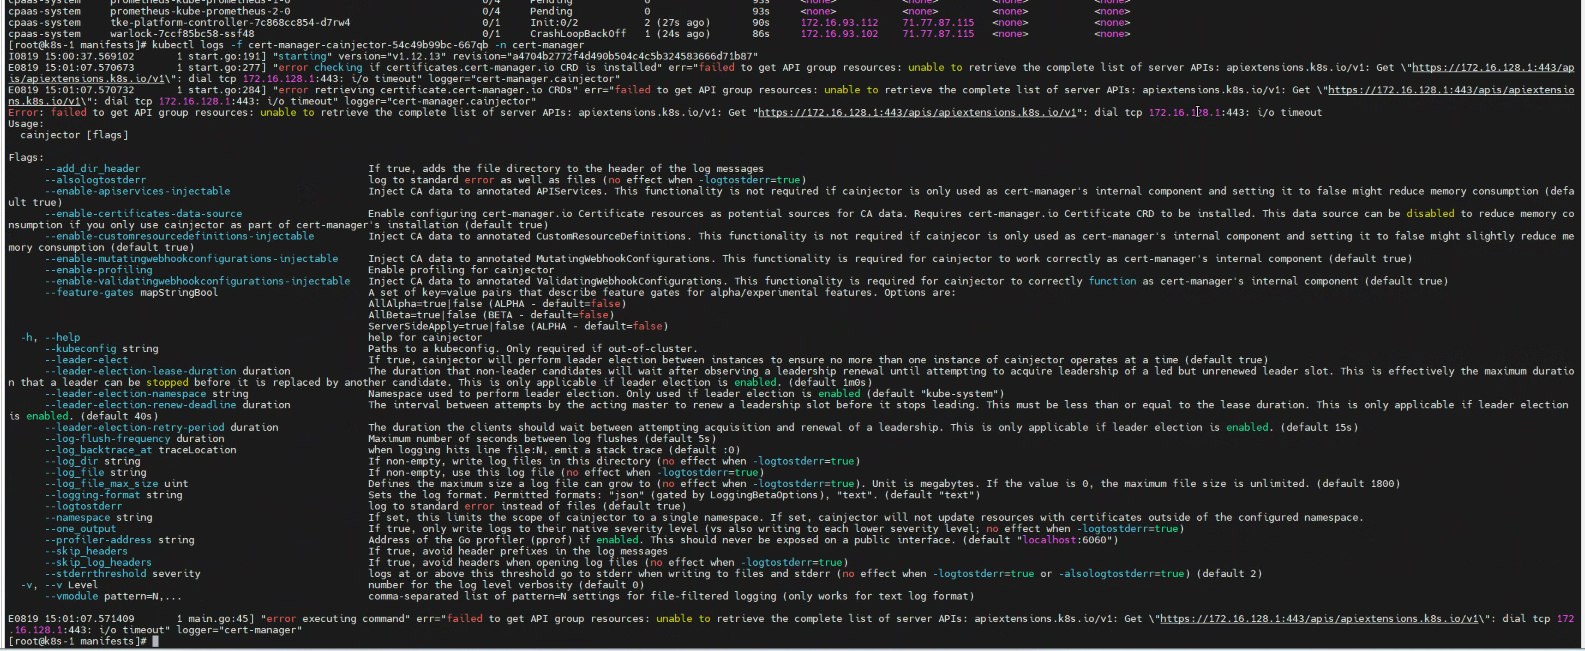 cpaas-system prometheus-kube-prometheus-1-0 0/4 Pending 0 93s <none> <none> <none> <none>
cpaas-system prometheus-kube-prometheus-2-0 0/4 Pending 0 93s <none> <none> <none> <none>
cpaas-system tke-platform-controller-7c868cc854-d7rw4 0/1 Init:0/2 2 (27s ago) 90s 172.16.93.112 71.77.87.115 <none> <none>
cpaas-system warlock-7ccf85bc58-ssf48 0/1 CrashLoopBackOff 1 (24s ago) 86s 172.16.93.102 71.77.87.115 <none> <none>
[root@k8s-1 manifests]# kubectl logs -f cert-manager-cainjector-54c49b99bc-667qb -n cert-manager
I0819 15:00:37.569102 1 start.go:191] "starting" version="v1.12.13" revision="a4704b2772f4d490b504c4c5b324583666d71b87"
E0819 15:01:07.570673 1 start.go:277] "error checking if certificates.cert-manager.io CRD is installed" err="failed to get API group resources: unable to retrieve the complete list of server APIs: apiextensions.k8s.io/v1: Get \"https://172.16.128.1:443/ap
is/apiextensions.k8s.io/v1\": dial tcp 172.16.128.1:443: i/o timeout" logger="cert-manager.cainjector"
E0819 15:01:07.570732 1 start.go:284] "error retrieving certificate.cert-manager.io CRDs" err="failed to get API group resources: unable to retrieve the complete list of server APIs: apiextensions.k8s.io/v1: Get \"https://172.16.128.1:443/apis/apiextensio
ns.k8s.io/v1\": dial tcp 172.16.128.1:443: i/o timeout" logger="cert-manager.cainjector"
Error: failed to get API group resources: unable to retrieve the complete list of server APIs: apiextensions.k8s.io/v1: Get "https://172.16.128.1:443/apis/apiextensions.k8s.io/v1": dial tcp 172.16.128.1:443: i/o timeout
Usage:
cainjector [flags]
Flags:
--add_dir_header If true, adds the file directory to the header of the log messages
--alsologtostderr log to standard error as well as files (no effect when -logtostderr=true)
--enable-apiservices-injectable Inject CA data to annotated APIServices. This functionality is not required if cainjector is only used as cert-manager's internal component and setting it to false might reduce memory consumption (defa
ult true)
--enable-certificates-data-source Enable configuring cert-manager.io Certificate resources as potential sources for CA data. Requires cert-manager.io Certificate CRD to be installed. This data source can be disabled to reduce memory co
nsumption if you only use cainjector as part of cert-manager's installation (default true)
--enable-customresourcedefinitions-injectable Inject CA data to annotated CustomResourceDefinitions. This functionality is not required if cainjecor is only used as cert-manager's internal component and setting it to false might slightly reduce me
mory consumption (default true)
--enable-mutatingwebhookconfigurations-injectable Inject CA data to annotated MutatingWebhookConfigurations. This functionality is required for cainjector to work correctly as cert-manager's internal component (default true)
--enable-profiling Enable profiling for cainjector
--enable-validatingwebhookconfigurations-injectable Inject CA data to annotated ValidatingWebhookConfigurations. This functionality is required for cainjector to correctly function as cert-manager's internal component (default true)
--feature-gates mapStringBool A set of key=value pairs that describe feature gates for alpha/experimental features. Options are:
AllAlpha=true|false (ALPHA - default=false)
AllBeta=true|false (BETA - default=false)
ServerSideApply=true|false (ALPHA - default=false)
-h, --help help for cainjector
--kubeconfig string Paths to a kubeconfig. Only required if out-of-cluster.
--leader-elect If true, cainjector will perform leader election between instances to ensure no more than one instance of cainjector operates at a time (default true)
--leader-election-lease-duration duration The duration that non-leader candidates will wait after observing a leadership renewal until attempting to acquire leadership of a led but unrenewed leader slot. This is effectively the maximum duratio
n that a leader can be stopped before it is replaced by another candidate. This is only applicable if leader election is enabled. (default 1m0s)
--leader-election-namespace string Namespace used to perform leader election. Only used if leader election is enabled (default "kube-system")
--leader-election-renew-deadline duration The interval between attempts by the acting master to renew a leadership slot before it stops leading. This must be less than or equal to the lease duration. This is only applicable if leader election
is enabled. (default 40s)
--leader-election-retry-period duration The duration the clients should wait between attempting acquisition and renewal of a leadership. This is only applicable if leader election is enabled. (default 15s)
--log-flush-frequency duration Maximum number of seconds between log flushes (default 5s)
--log_backtrace_at traceLocation when logging hits line file:N, emit a stack trace (default :0)
--log_dir string If non-empty, write log files in this directory (no effect when -logtostderr=true)
--log_file string If non-empty, use this log file (no effect when -logtostderr=true)
--log_file_max_size uint Defines the maximum size a log file can grow to (no effect when -logtostderr=true). Unit is megabytes. If the value is 0, the maximum file size is unlimited. (default 1800)
--logging-format string Sets the log format. Permitted formats: "json" (gated by LoggingBetaOptions), "text". (default "text")
--logtostderr log to standard error instead of files (default true)
--namespace string If set, this limits the scope of cainjector to a single namespace. If set, cainjector will not update resources with certificates outside of the configured namespace.
--one_output If true, only write logs to their native severity level (vs also writing to each lower severity level; no effect when -logtostderr=true)
--profiler-address string Address of the Go profiler (pprof) if enabled. This should never be exposed on a public interface. (default "localhost:6060")
--skip_headers If true, avoid header prefixes in the log messages
--skip_log_headers If true, avoid headers when opening log files (no effect when -logtostderr=true)
--stderrthreshold severity logs at or above this threshold go to stderr when writing to files and stderr (no effect when -logtostderr=true or -alsologtostderr=true) (default 2)
-v, --v Level number for the log level verbosity (default 0)
--vmodule pattern=N,... comma-separated list of pattern=N settings for file-filtered logging (only works for text log format)
E0819 15:01:07.571409 1 main.go:45] "error executing command" err="failed to get API group resources: unable to retrieve the complete list of server APIs: apiextensions.k8s.io/v1: Get \"https://172.16.128.1:443/apis/apiextensions.k8s.io/v1\": dial tcp 172
.16.128.1:443: i/o timeout" logger="cert-manager"
[root@k8s-1 manifests]#